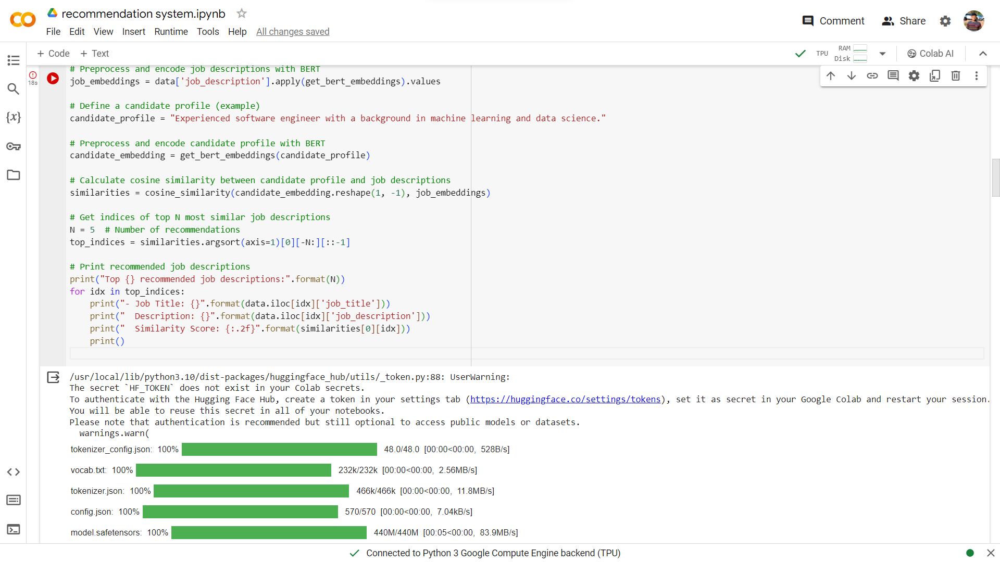 recommendation system.ipynb
File Edit View Insert Runtime Tools Help All changes saved
Comment Share
+ Code + Text
TPU RAM Disk Colab AI
18s
# Preprocess and encode job descriptions with BERT
job_embeddings = data['job_description'].apply(get_bert_embeddings).values
# Define a candidate profile (example)
candidate_profile = "Experienced software engineer with a background in machine learning and data science."
# Preprocess and encode candidate profile with BERT
candidate_embedding = get_bert_embeddings(candidate_profile)
# Calculate cosine similarity between candidate profile and job descriptions
similarities = cosine_similarity(candidate_embedding.reshape(1, -1), job_embeddings)
# Get indices of top N most similar job descriptions
N = 5  # Number of recommendations
top_indices = similarities.argsort(axis=1)[0][-N:][::-1]
# Print recommended job descriptions
print("Top {} recommended job descriptions:".format(N))
for idx in top_indices:
    print("- Job Title: {}".format(data.iloc[idx]['job_title']))
    print("  Description: {}".format(data.iloc[idx]['job_description']))
    print("  Similarity Score: {:.2f}".format(similarities[0][idx]))
    print()
{x}
/usr/local/lib/python3.10/dist-packages/huggingface_hub/utils/_token.py:88: UserWarning:
The secret `HF_TOKEN` does not exist in your Colab secrets.
To authenticate with the Hugging Face Hub, create a token in your settings tab (https://huggingface.co/settings/tokens), set it as secret in your Google Colab and restart your session.
You will be able to reuse this secret in all of your notebooks.
Please note that authentication is recommended but still optional to access public models or datasets.
  warnings.warn(
tokenizer_config.json: 100% 48.0/48.0 [00:00<00:00, 528B/s]
vocab.txt: 100% 232k/232k [00:00<00:00, 2.56MB/s]
tokenizer.json: 100% 466k/466k [00:00<00:00, 11.8MB/s]
config.json: 100% 570/570 [00:00<00:00, 7.04kB/s]
model.safetensors: 100% 440M/440M [00:05<00:00, 83.9MB/s]
Connected to Python 3 Google Compute Engine backend (TPU)